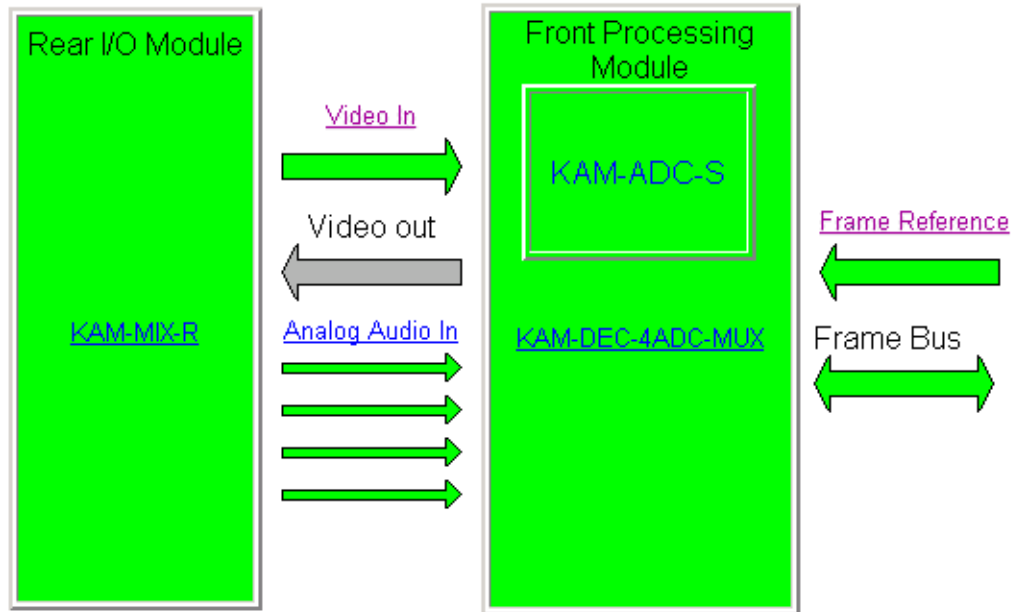 Rear I/O Module
KAM-MIX-R
Video In
Video out
Analog Audio In
Front Processing
Module
KAM-ADC-S
KAM-DEC-4ADC-MUX
Frame Reference
Frame Bus